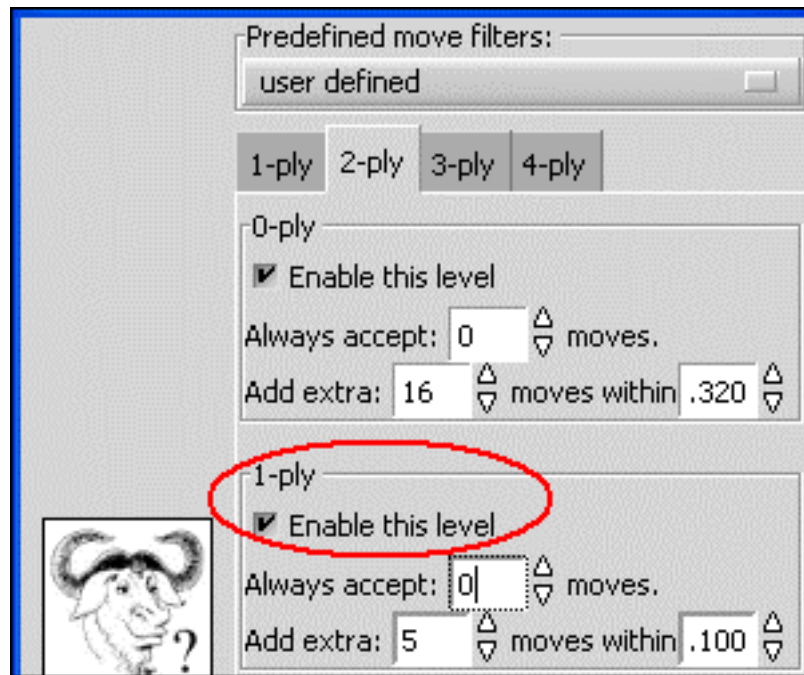 Predefined move filters:
user defined
1-ply 2-ply 3-ply 4-ply
0-ply
Enable this level
Always accept: 0 moves.
Add extra: 16 moves within .320
1-ply
Enable this level
Always accept: 0 moves.
Add extra: 5 moves within .100
?